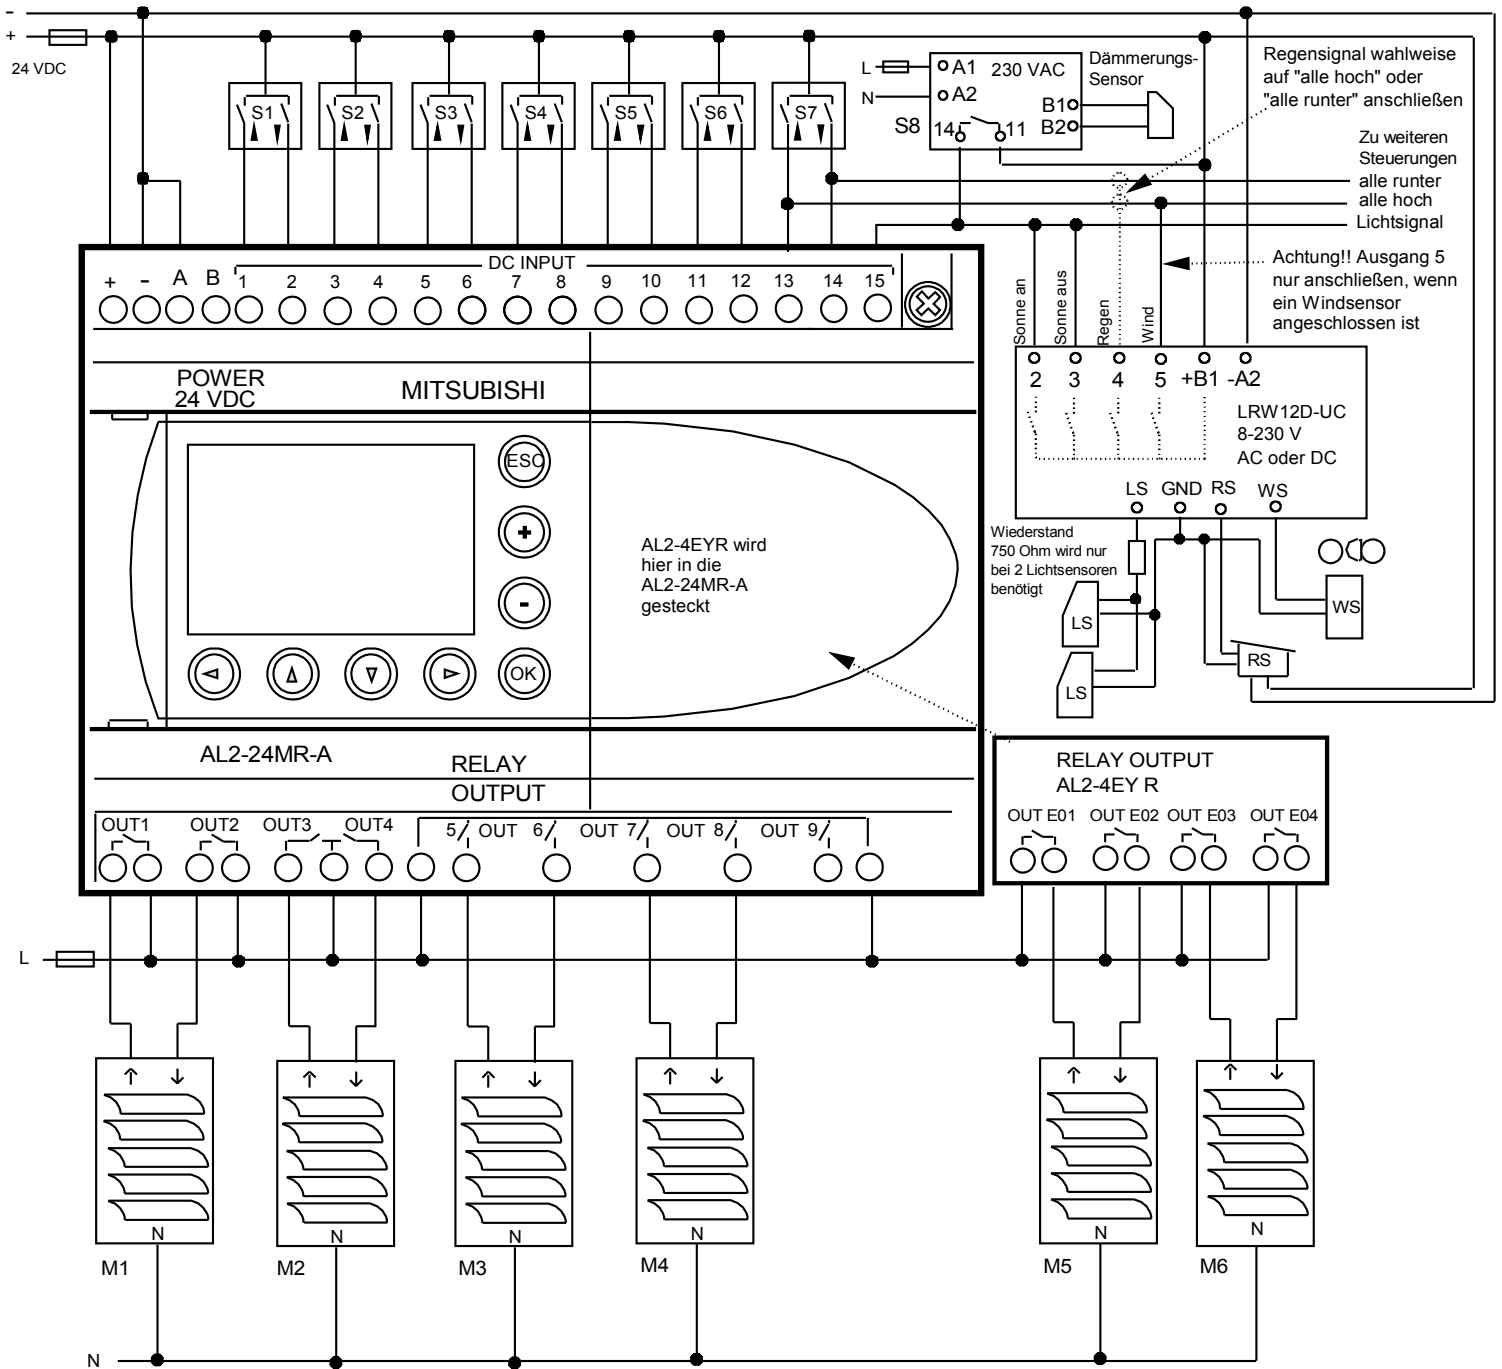 -
+
24 VDC
S1 S2 S3 S4 S5 S6 S7
L
N
A1 230 VAC
A2
B1
B2
S8 14 11
Dämmerungs-
Sensor
Regensignal wahlweise
auf "alle hoch" oder
"alle runter" anschließen
Zu weiteren
Steuerungen
alle runter
alle hoch
Lichtsignal
Achtung!! Ausgang 5
nur anschließen, wenn
ein Windsensor
angeschlossen ist
DC INPUT
+ - A B 1 2 3 4 5 6 7 8 9 10 11 12 13 14 15
POWER
24 VDC
MITSUBISHI
ESC
+
-
OK
AL2-4EYR wird
hier in die
AL2-24MR-A
gesteckt
Sonne an
Sonne aus
Regen
Wind
2 3 4 5 +B1 -A2
LRW12D-UC
8-230 V
AC oder DC
LS GND RS WS
Wiederstand
750 Ohm wird nur
bei 2 Lichtsensoren
benötigt
LS
LS
WS
RS
AL2-24MR-A
RELAY
OUTPUT
OUT1 OUT2 OUT3 OUT4 5 OUT 6 OUT 7 OUT 8 OUT 9
RELAY OUTPUT
AL2-4EY R
OUT E01 OUT E02 OUT E03 OUT E04
L
N N N N N N
M1 M2 M3 M4 M5 M6
N